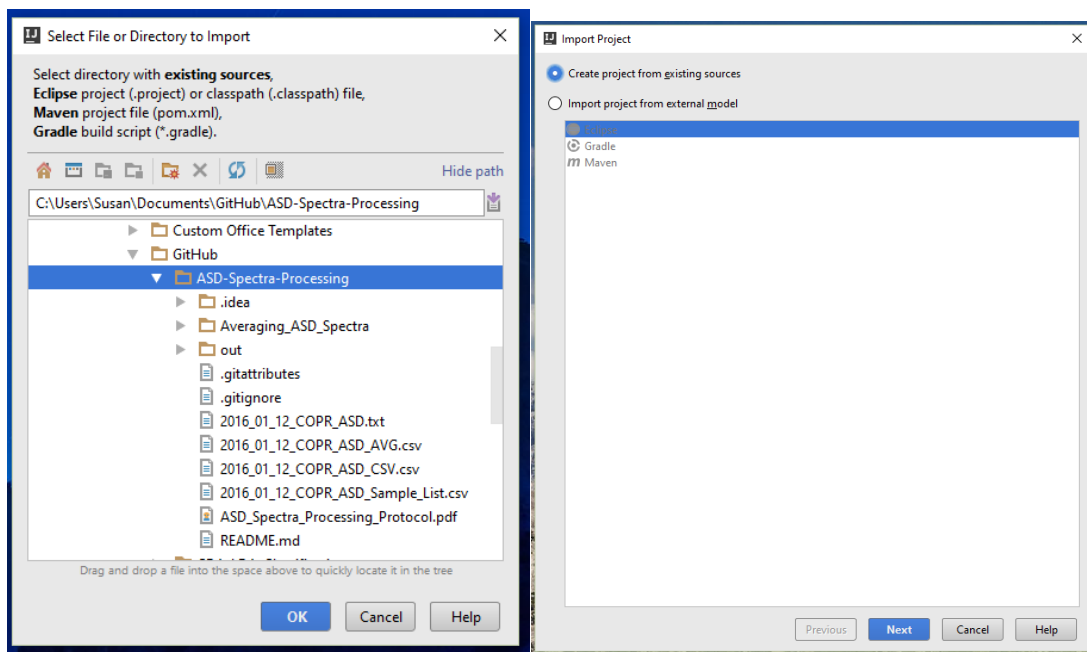 Select File or Directory to Import
Select directory with existing sources,
Eclipse project (.project) or classpath (.classpath) file,
Maven project file (pom.xml),
Gradle build script (*.gradle).
Hide path
C:\Users\Susan\Documents\GitHub\ASD-Spectra-Processing
Custom Office Templates
GitHub
ASD-Spectra-Processing
.idea
Averaging_ASD_Spectra
out
.gitattributes
.gitignore
2016_01_12_COPR_ASD.txt
2016_01_12_COPR_ASD_AVG.csv
2016_01_12_COPR_ASD_CSV.csv
2016_01_12_COPR_ASD_Sample_List.csv
ASD_Spectra_Processing_Protocol.pdf
README.md
Drag and drop a file into the space above to quickly locate it in the tree
OK Cancel Help
Import Project
Create project from existing sources
Import project from external model
Eclipse
Gradle
Maven
Previous Next Cancel Help